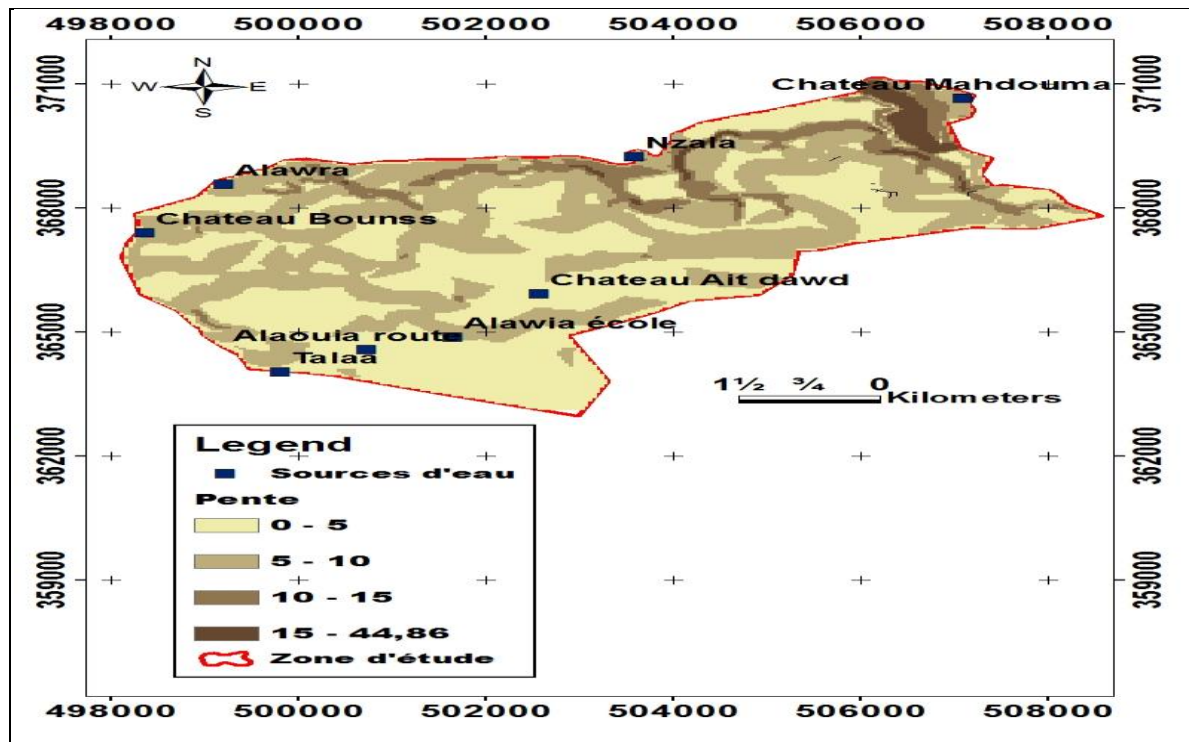 498000 500000 502000 504000 506000 508000
N
W E
S
371000 371000
Chateau Mahdouma
Nzala
Alawra
368000 368000
Chateau Bounss
Chateau Ait dawd
Alawia école
365000 365000
Alaouia route
Talaa
1½ ¾ 0
Kilometers
Legend
362000 362000
Sources d'eau
Pente
0 - 5
5 - 10
359000 359000
10 - 15
15 - 44,86
Zone d'étude
498000 500000 502000 504000 506000 508000